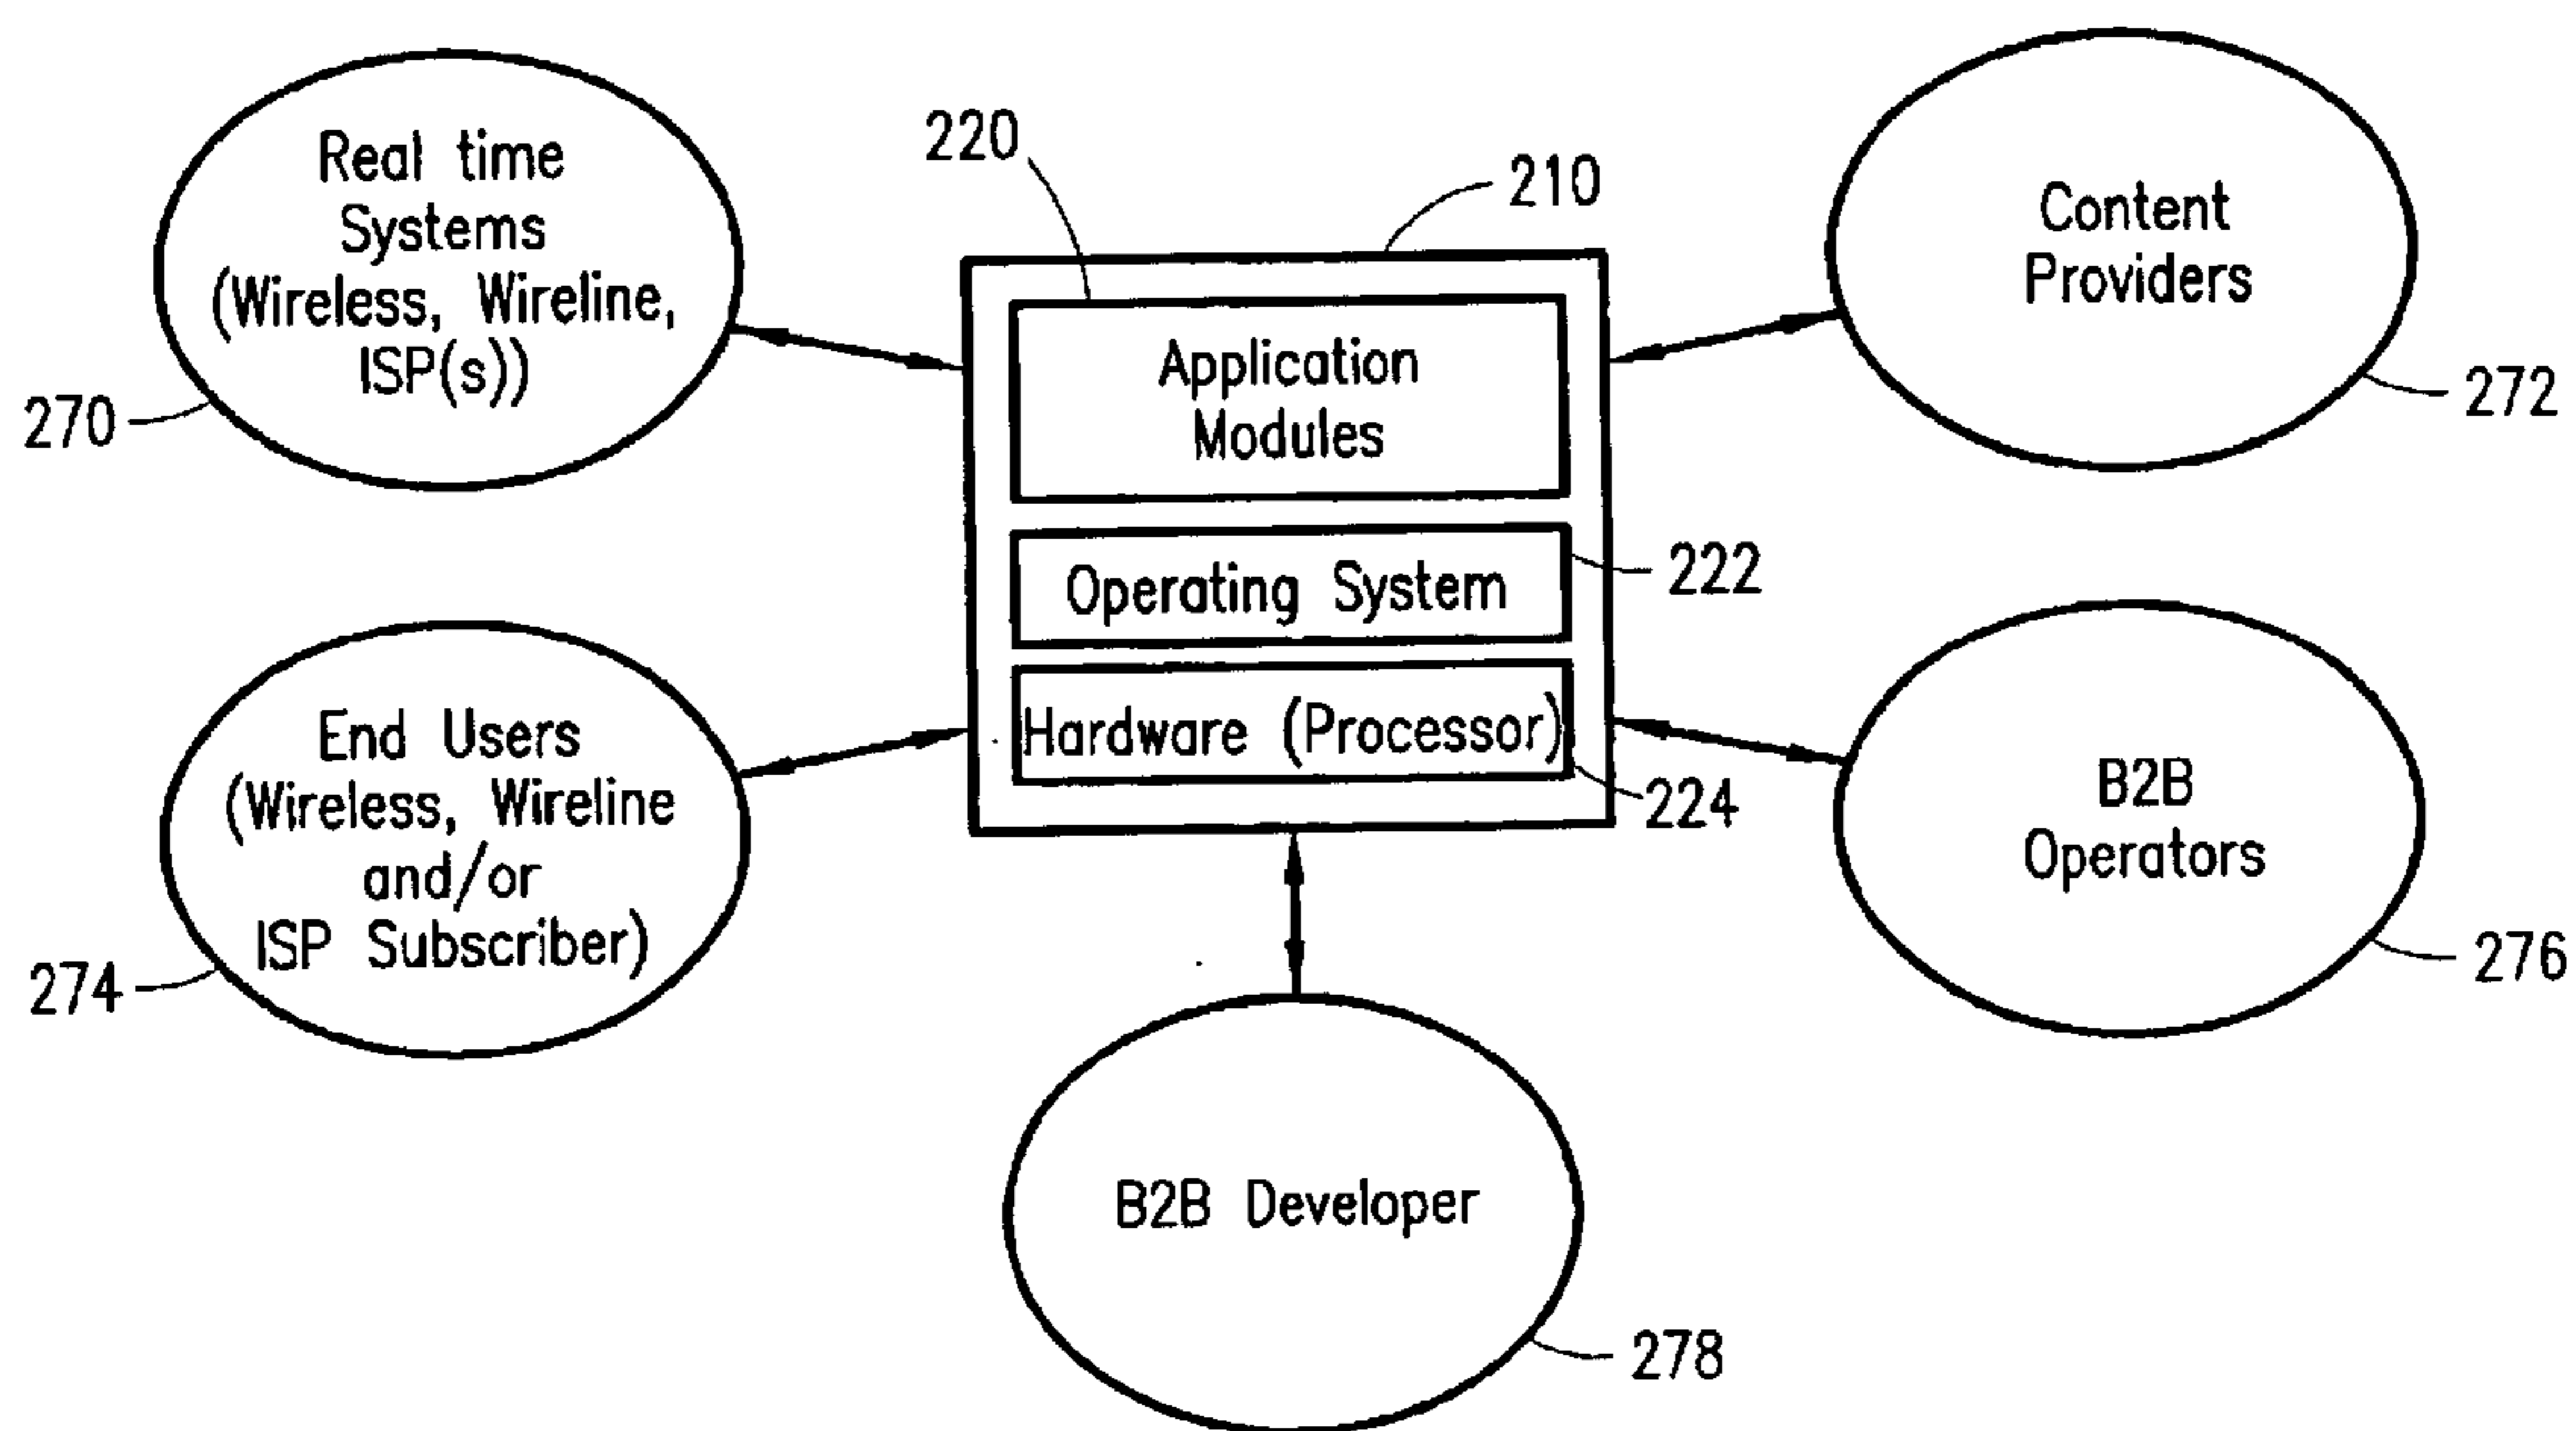 Real time
Systems
(Wireless, Wireline,
ISP(s))
270
220
210
Application
Modules
Operating System
222
Hardware (Processor)
224
Content
Providers
272
End Users
(Wireless, Wireline
and/or
ISP Subscriber)
274
B2B
Operators
276
B2B Developer
278